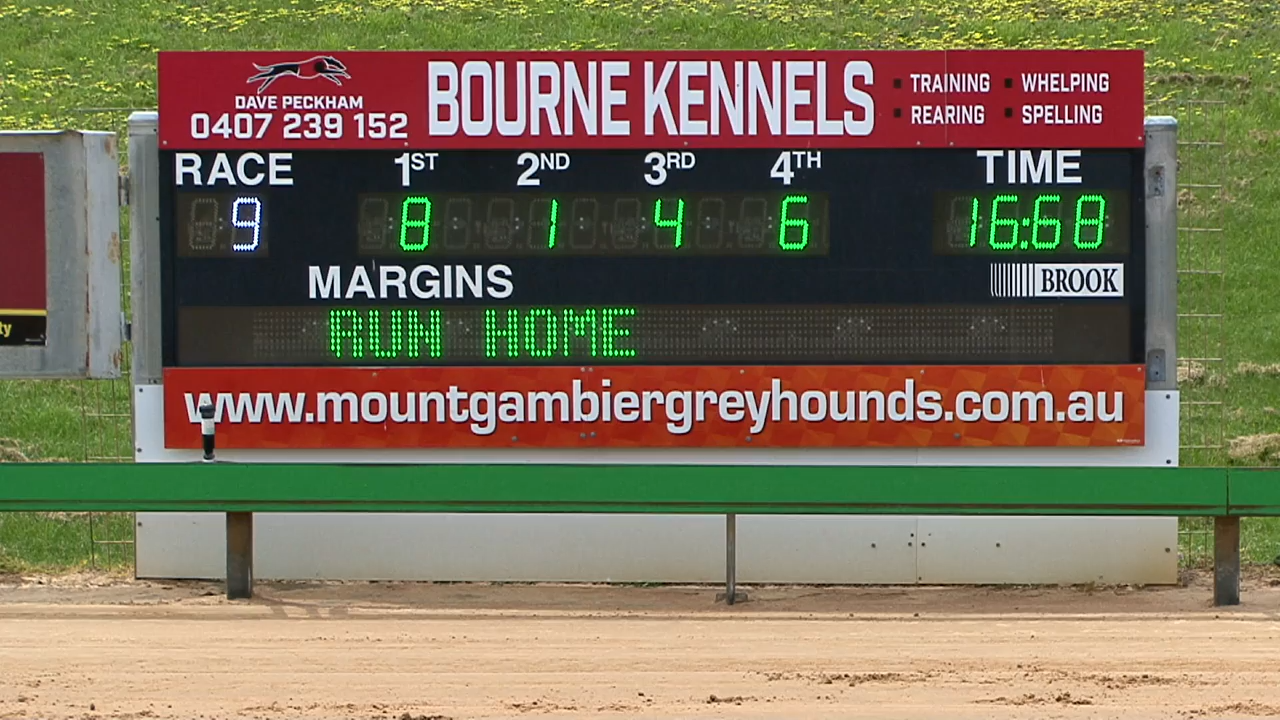 DAVE PECKHAM
0407 239 152
BOURNE KENNELS
TRAINING
WHELPING
REARING
SPELLING
RACE 1ST 2ND 3RD 4TH TIME
9 8 1 4 6 16:68
MARGINS
BROOK
RUN HOME
www.mountgambiergreyhounds.com.au
ty